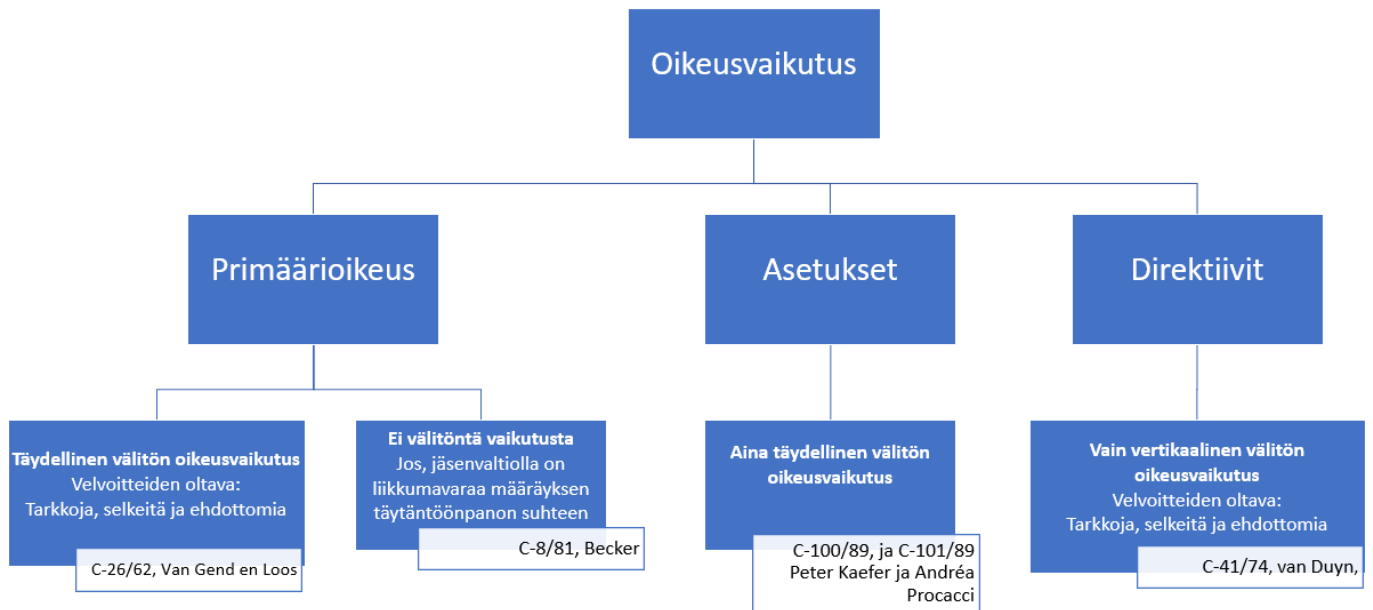 Oikeusvaikutus
Primäärioikeus
Asetukset
Direktiivit
Täydellinen välitön oikeusvaikutus
Velvoitteiden oltava:
Tarkkoja, selkeitä ja ehdottomia
C-26/62, Van Gend en Loos
Ei välitöntä vaikutusta
Jos, jäsenvaltiolla on
liikkumavaraa määräyksen
täytäntöönpanon suhteen
C-8/81, Becker
Aina täydellinen välitön
oikeusvaikutus
C-100/89, ja C-101/89
Peter Kaefer ja Andréa
Procacci
Vain vertikaalinen välitön
oikeusvaikutus
Velvoitteiden oltava:
Tarkkoja, selkeitä ja ehdottomia
C-41/74, van Duyn,